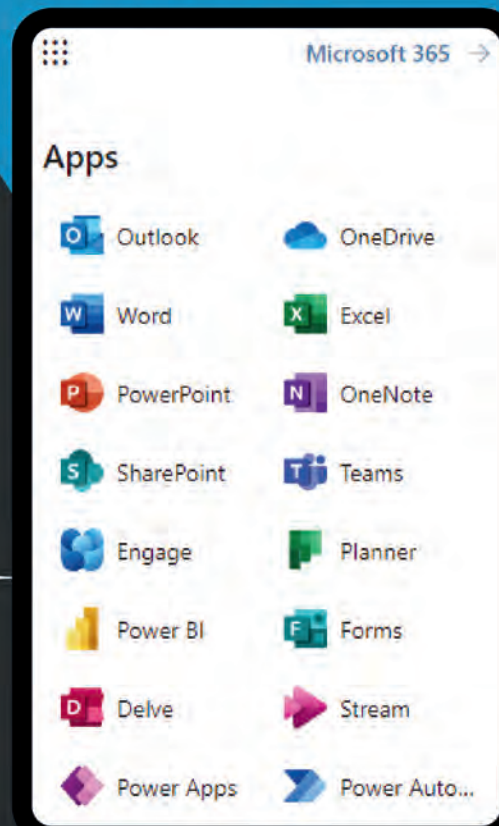 Microsoft 365 →
Apps
O Outlook OneDrive
W Word X Excel
P PowerPoint N OneNote
S SharePoint T Teams
Engage Planner
Power BI F Forms
D Delve Stream
Power Apps Power Auto...